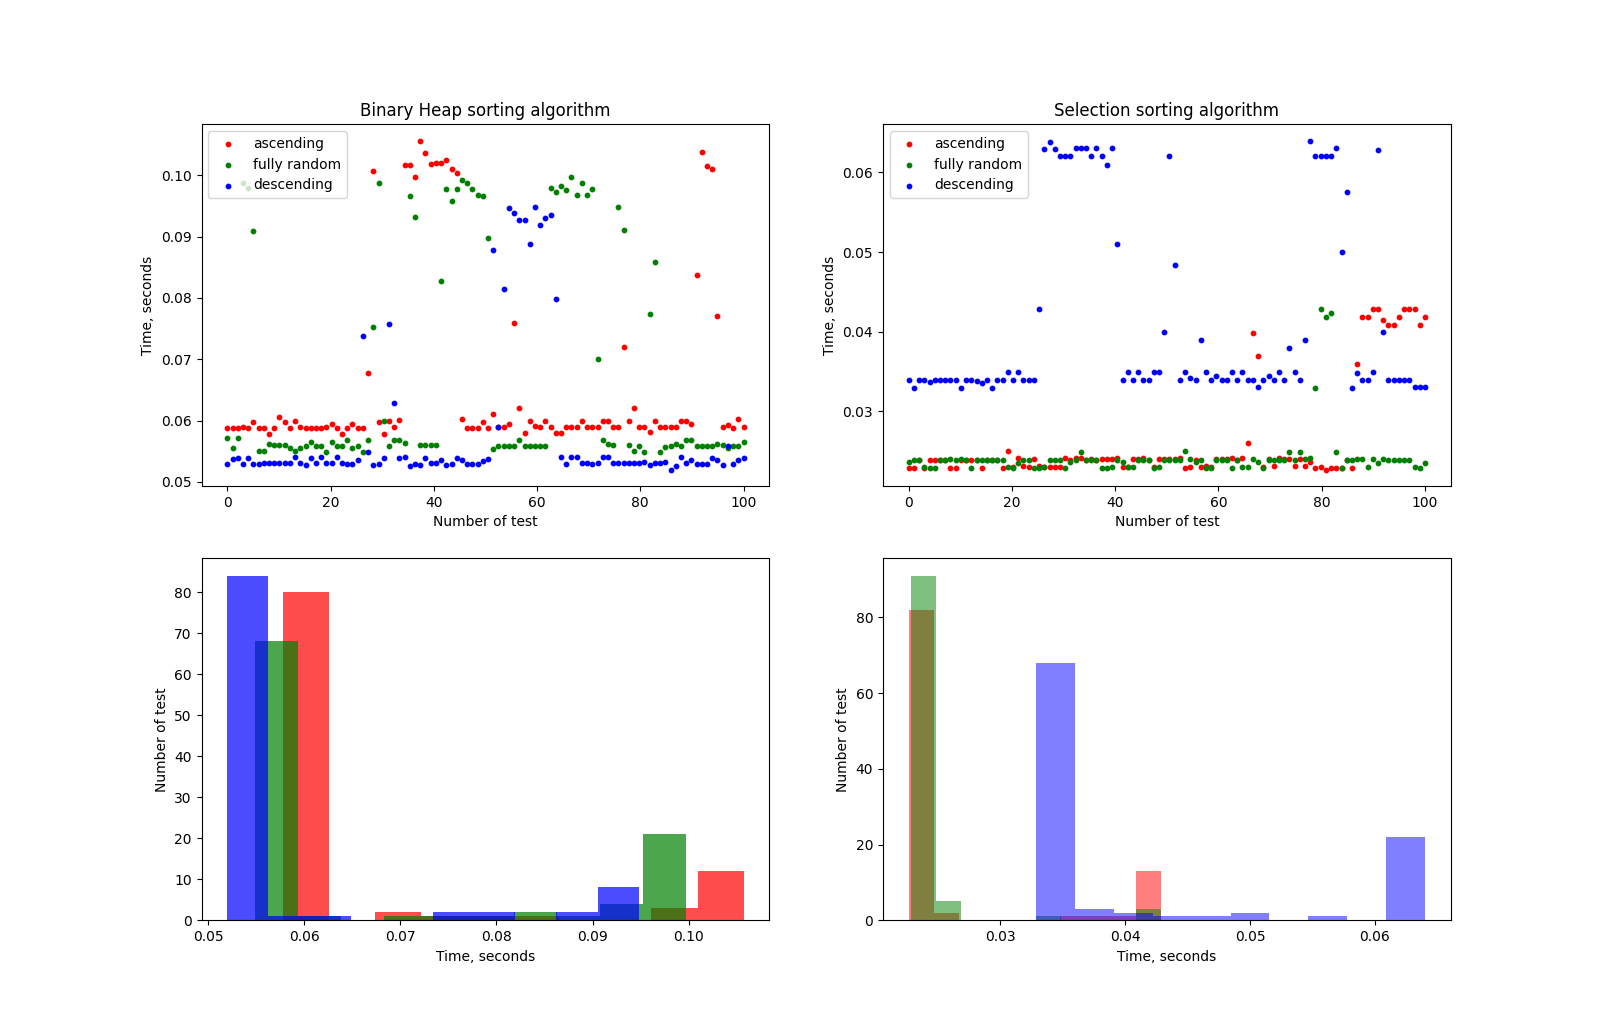 Binary Heap sorting algorithm
ascending
fully random
descending
0.10
0.09
0.08
0.07
0.06
0.05
Time, seconds
0 20 40 60 80 100
Number of test
Selection sorting algorithm
ascending
fully random
descending
0.06
0.05
0.04
0.03
Time, seconds
0 20 40 60 80 100
Number of test
80
70
60
50
40
30
20
10
0
Number of test
0.05 0.06 0.07 0.08 0.09 0.10
Time, seconds
80
60
40
20
0
Number of test
0.03 0.04 0.05 0.06
Time, seconds